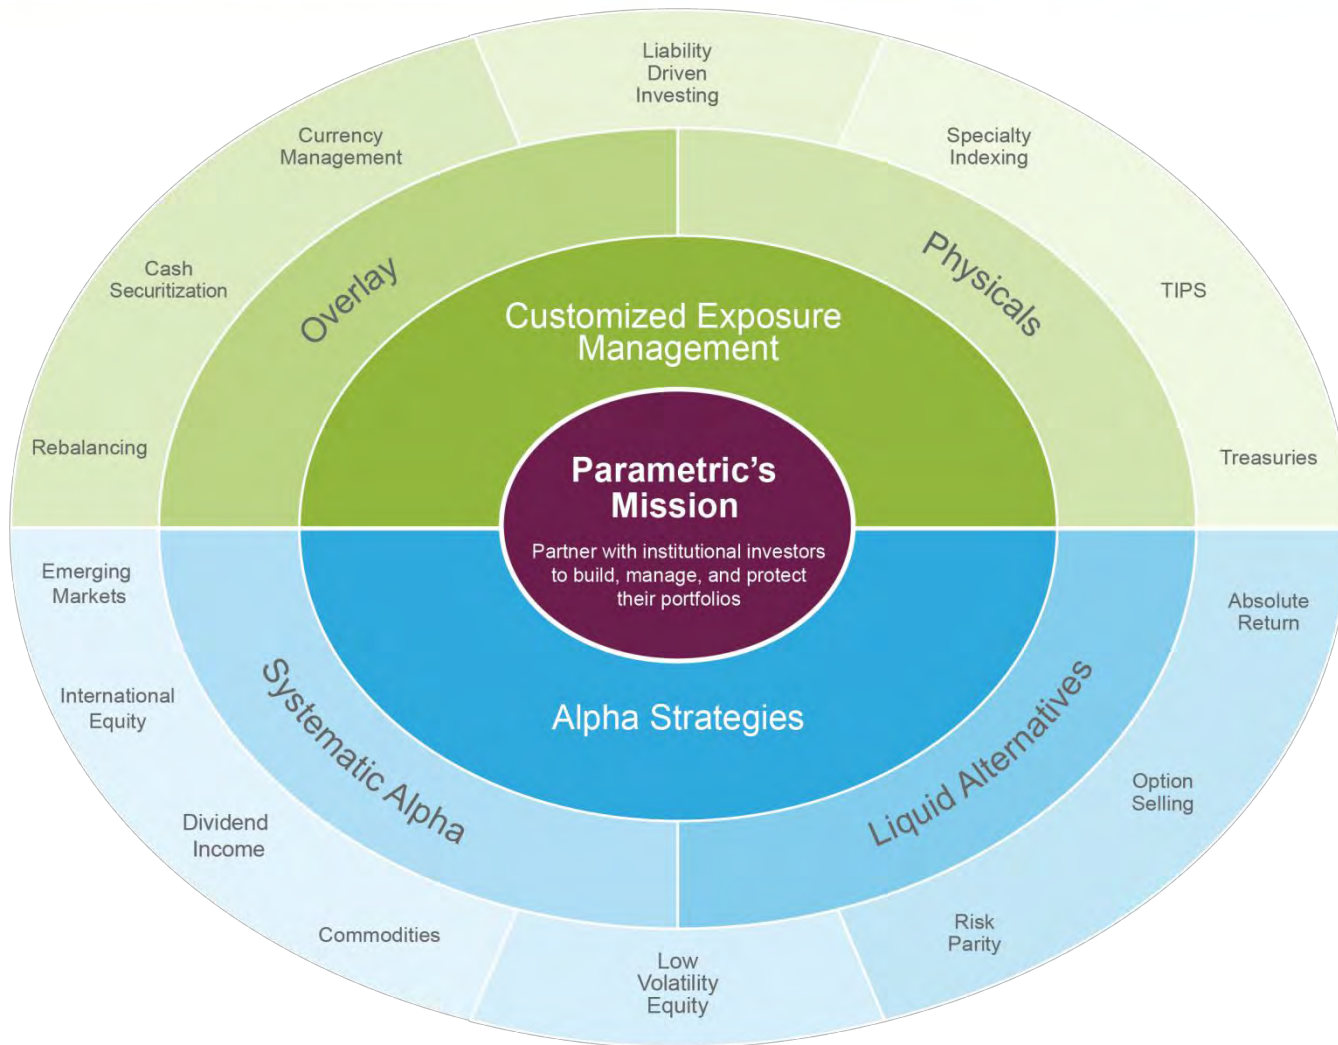 Liability
Driven
Investing
Currency
Management
Specialty
Indexing
Cash
Securitization
Overlay
Physicals
TIPS
Customized Exposure
Management
Rebalancing
Treasuries
Parametric’s
Mission
Partner with institutional investors
to build, manage, and protect
their portfolios
Emerging
Markets
Absolute
Return
International
Equity
Systematic Alpha
Alpha Strategies
Liquid Alternatives
Option
Selling
Dividend
Income
Commodities
Risk
Parity
Low
Volatility
Equity